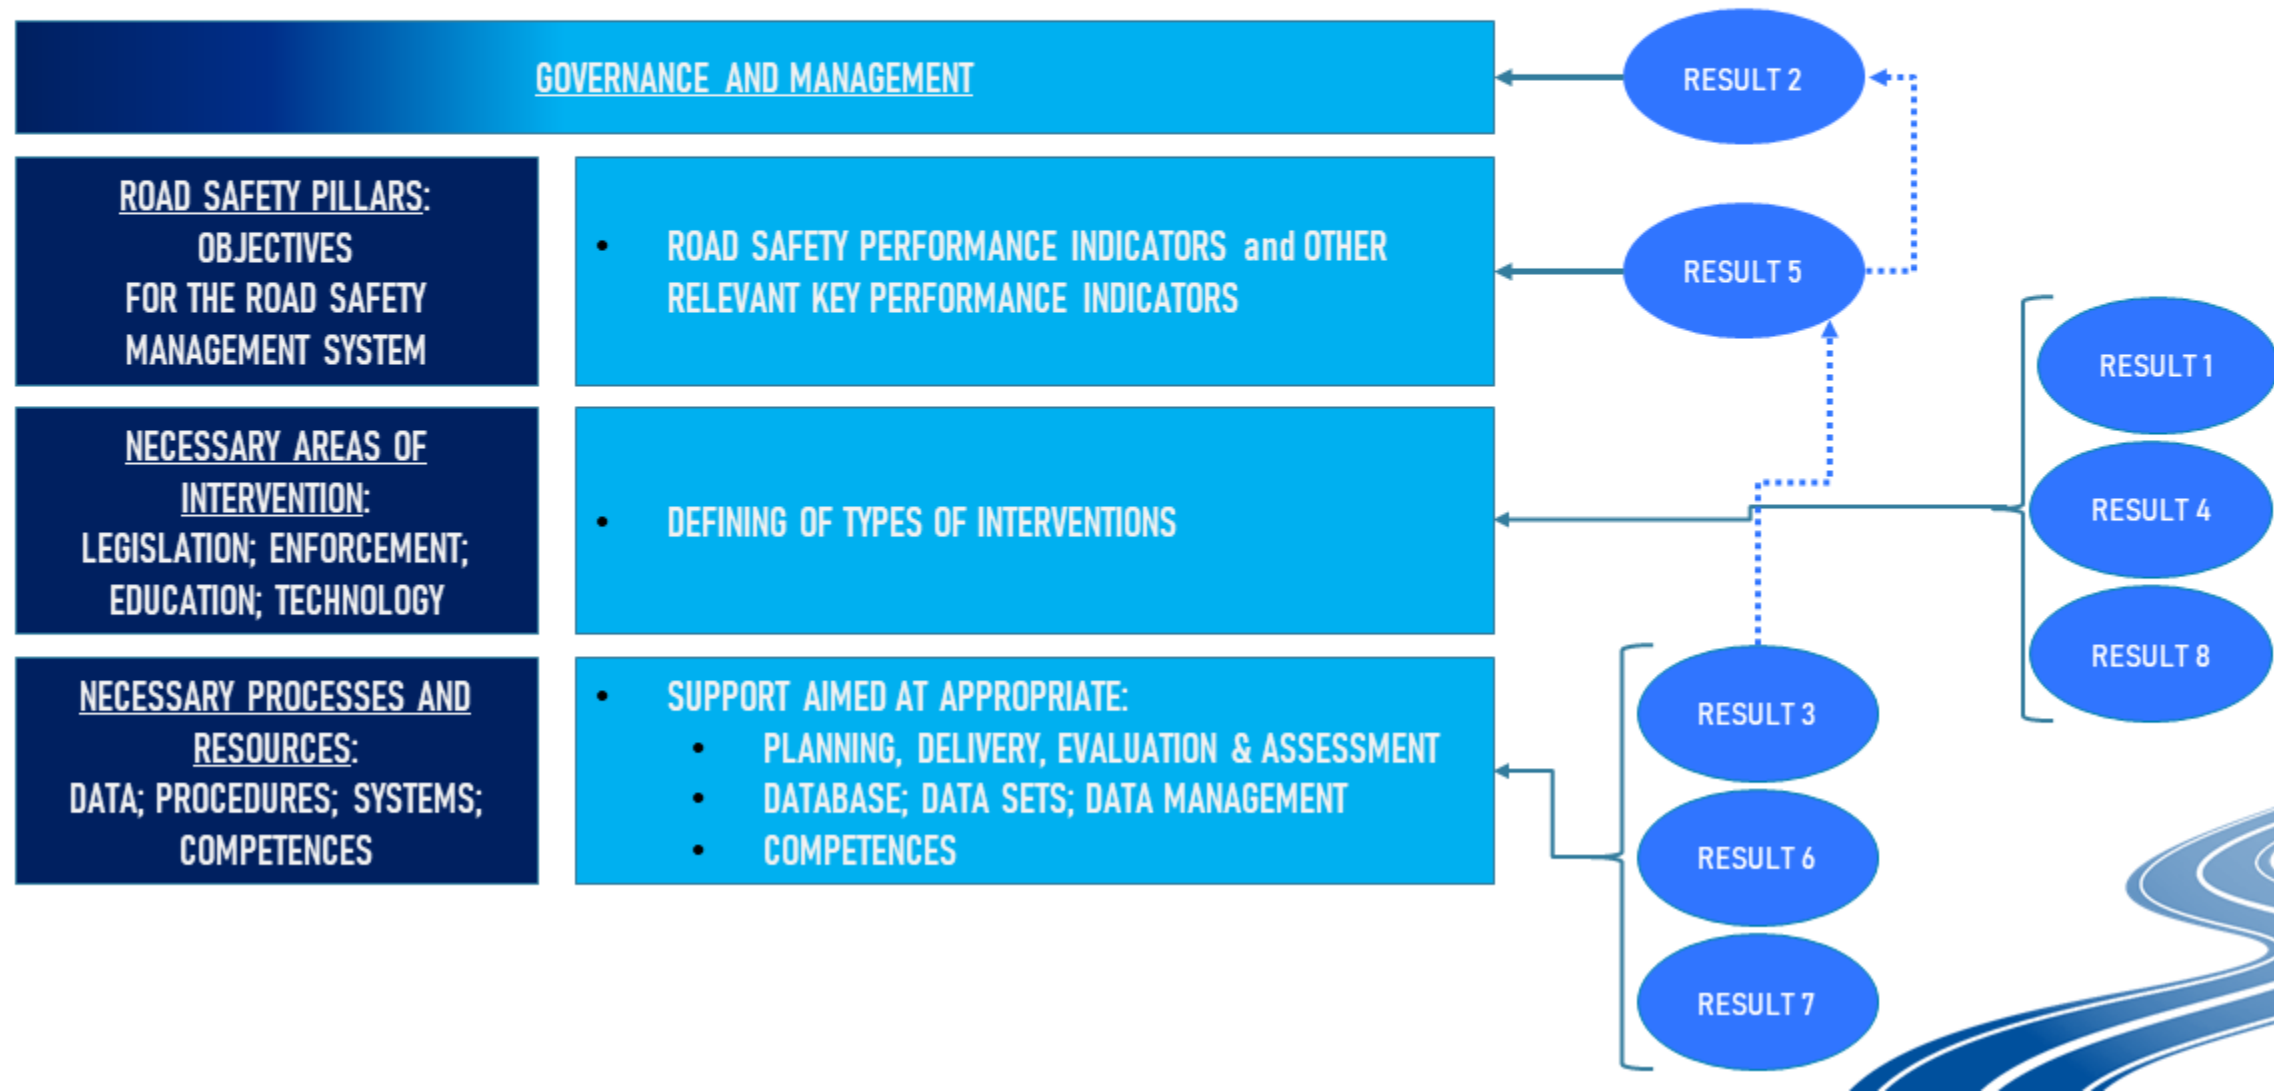 GOVERNANCE AND MANAGEMENT
RESULT 2
ROAD SAFETY PILLARS:
OBJECTIVES
FOR THE ROAD SAFETY
MANAGEMENT SYSTEM
• ROAD SAFETY PERFORMANCE INDICATORS and OTHER
RELEVANT KEY PERFORMANCE INDICATORS
RESULT 5
NECESSARY AREAS OF
INTERVENTION:
LEGISLATION; ENFORCEMENT;
EDUCATION; TECHNOLOGY
• DEFINING OF TYPES OF INTERVENTIONS
RESULT 1
RESULT 4
RESULT 8
NECESSARY PROCESSES AND
RESOURCES:
DATA; PROCEDURES; SYSTEMS;
COMPETENCES
• SUPPORT AIMED AT APPROPRIATE:
• PLANNING, DELIVERY, EVALUATION & ASSESSMENT
• DATABASE; DATA SETS; DATA MANAGEMENT
• COMPETENCES
RESULT 3
RESULT 6
RESULT 7